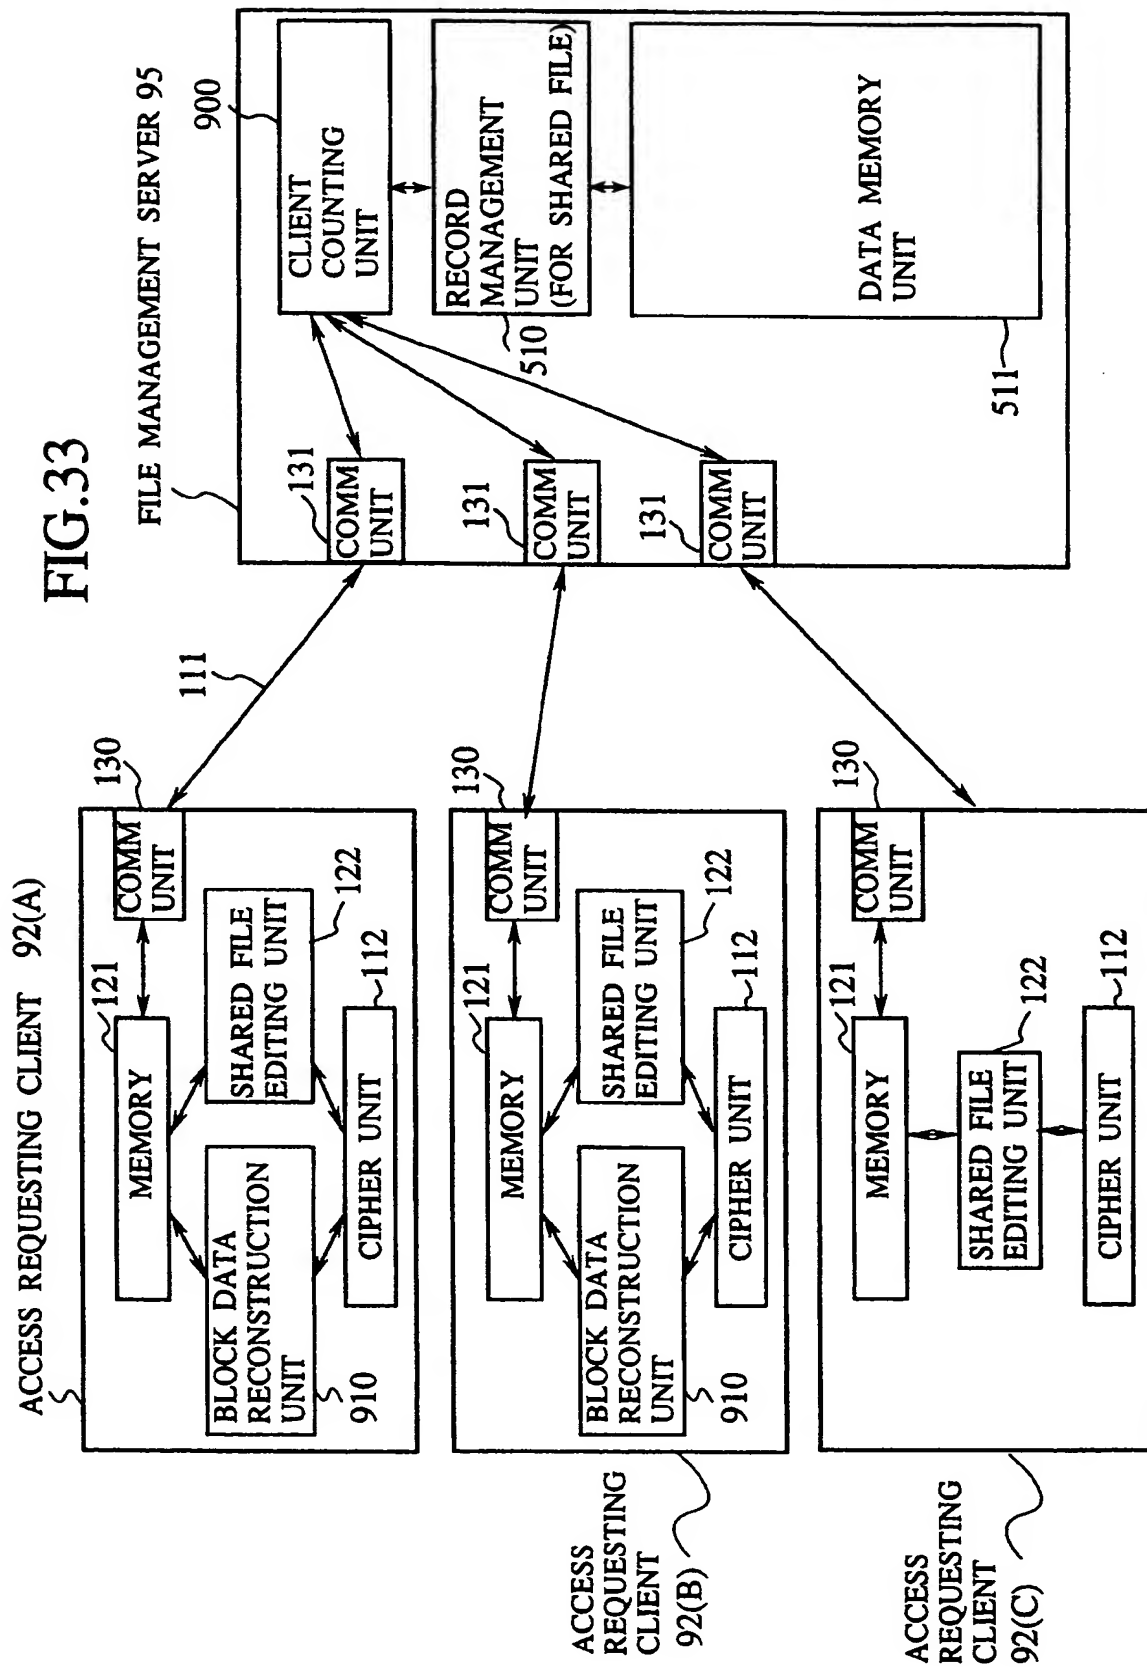 FIG.33
ACCESS REQUESTING CLIENT 92(A)
121
MEMORY
COMM
UNIT
130
BLOCK DATA
RECONSTRUCTION
UNIT
910
SHARED FILE
EDITING UNIT
122
CIPHER UNIT
112
111
ACCESS
REQUESTING
CLIENT
92(B)
121
MEMORY
COMM
UNIT
130
BLOCK DATA
RECONSTRUCTION
UNIT
910
SHARED FILE
EDITING UNIT
122
CIPHER UNIT
112
ACCESS
REQUESTING
CLIENT
92(C)
121
MEMORY
COMM
UNIT
130
SHARED FILE
EDITING UNIT
122
CIPHER UNIT
112
FILE MANAGEMENT SERVER 95
131
COMM
UNIT
131
COMM
UNIT
131
COMM
UNIT
900
CLIENT
COUNTING
UNIT
RECORD
MANAGEMENT
UNIT
(FOR SHARED FILE)
510
DATA MEMORY
UNIT
511